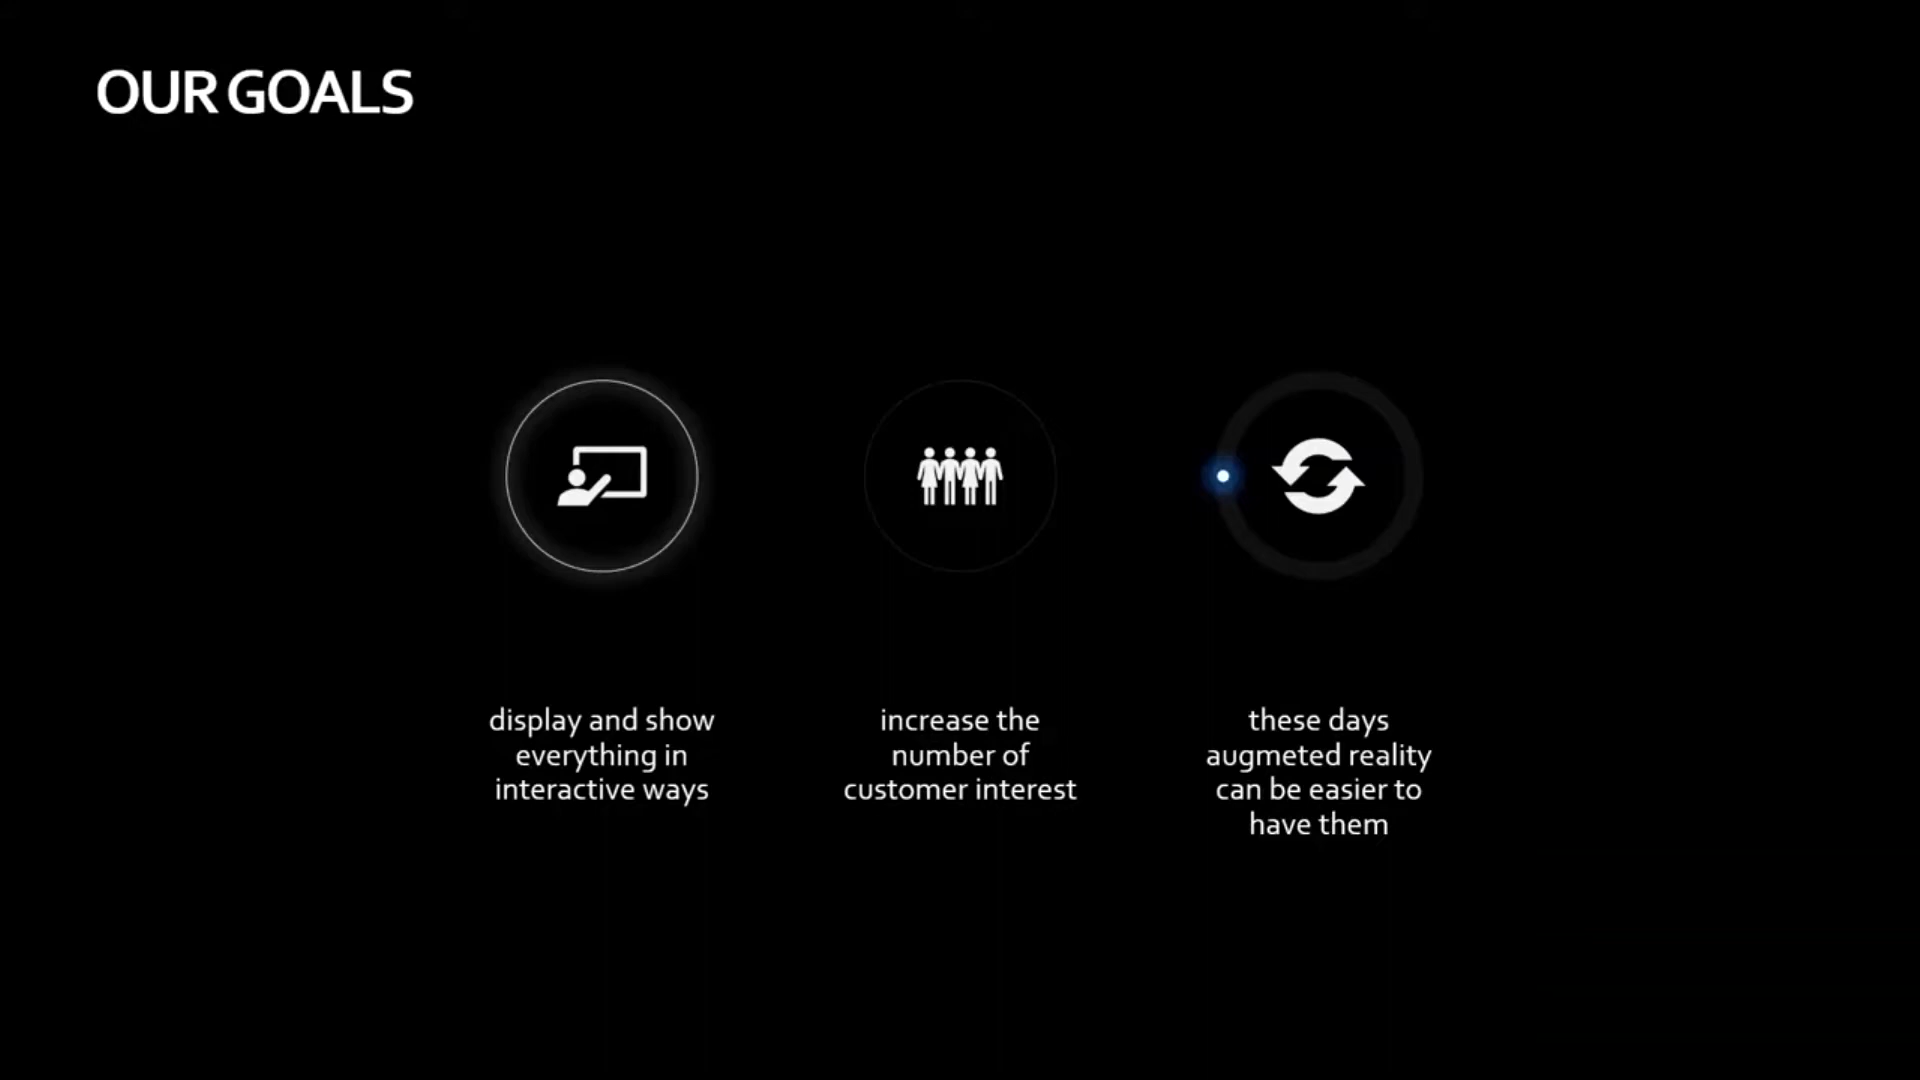 OUR GOALS
display and show
everything in
interactive ways
increase the
number of
customer interest
these days
augmeted reality
can be easier to
have them